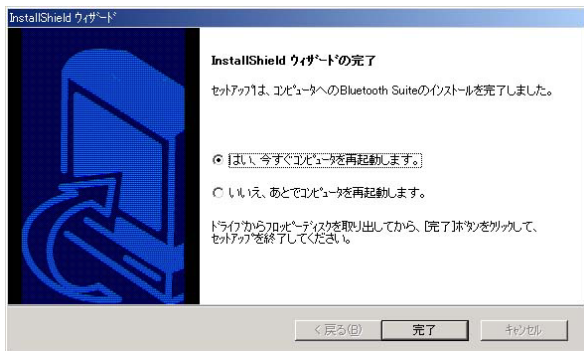 InstallShield ウィザード
InstallShield ウィザードの完了
セットアップは、コンピュータへのBluetooth Suiteのインストールを完了しました。
はい、今すぐコンピュータを再起動します。
いいえ、あとでコンピュータを再起動します。
ドライブからフロッピーディスクを取り出してから、[完了]ボタンをクリックして、
セットアップを終了してください。
< 戻る(B)
完了
キャンセル